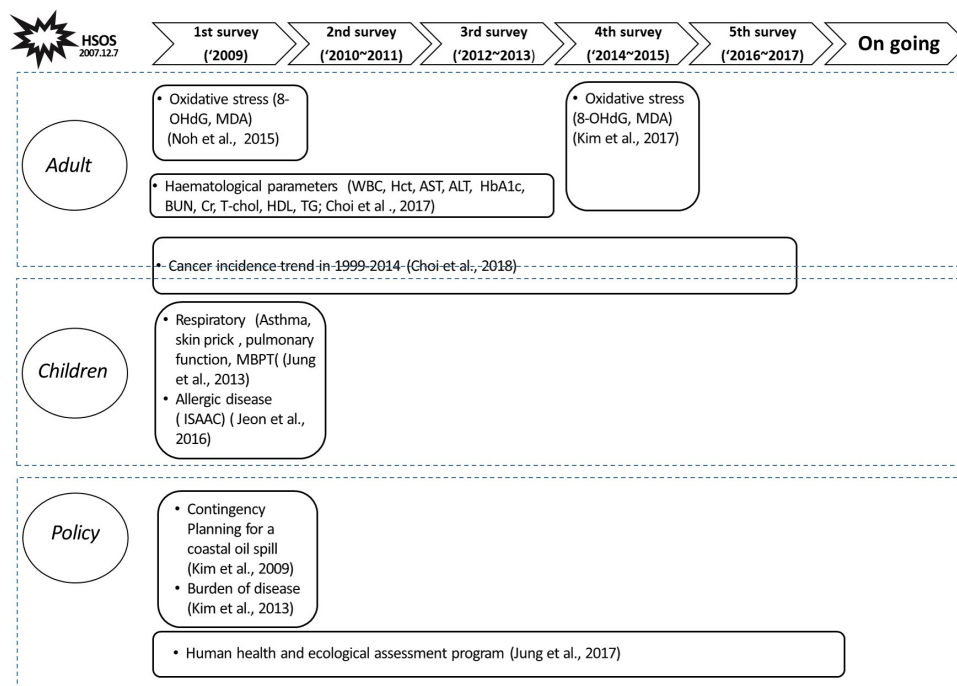 HSOS
2007.12.7
1st survey
(‘2009)
2nd survey
(‘2010~2011)
3rd survey
(‘2012~2013)
4th survey
(‘2014~2015)
5th survey
(‘2016~2017)
On going
Adult
• Oxidative stress (8-
OHdG, MDA)
(Noh et al., 2015)
• Oxidative stress
(8-OHdG, MDA)
(Kim et al., 2017)
• Haematological parameters (WBC, Hct, AST, ALT, HbA1c,
BUN, Cr, T-chol, HDL, TG; Choi et al ., 2017)
• Cancer incidence trend in 1999-2014 (Choi et al., 2018)
Children
• Respiratory (Asthma,
skin prick , pulmonary
function, MBPT( (Jung
et al., 2013)
• Allergic disease
( ISAAC) ( Jeon et al.,
2016)
Policy
• Contingency
Planning for a
coastal oil spill
(Kim et al., 2009)
• Burden of disease
(Kim et al., 2013)
• Human health and ecological assessment program (Jung et al., 2017)